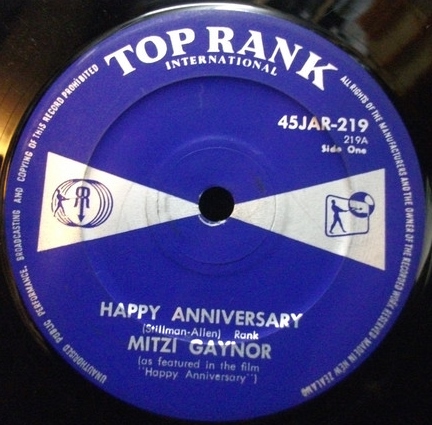 TOP RANK
INTERNATIONAL
45JAR-219
219A
Side One
HAPPY ANNIVERSARY
(Stillman-Allen) Rank
MITZI GAYNOR
(as featured in the film
"Happy Anniversary")
UNAUTHORISED PUBLIC PERFORMANCE, BROADCASTING AND COPYING OF THIS RECORD PROHIBITED
ALL RIGHTS OF THE MANUFACTURERS AND THE OWNER OF THE RECORDED WORK RESERVED MADE IN NEW ZEALAND